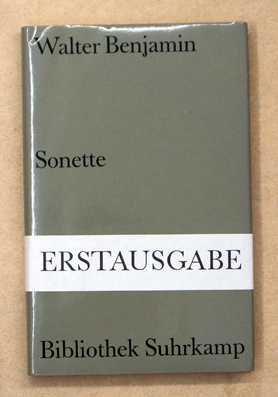 Walter Benjamin
Sonette
ERSTAUSGABE
Bibliothek Suhrkamp